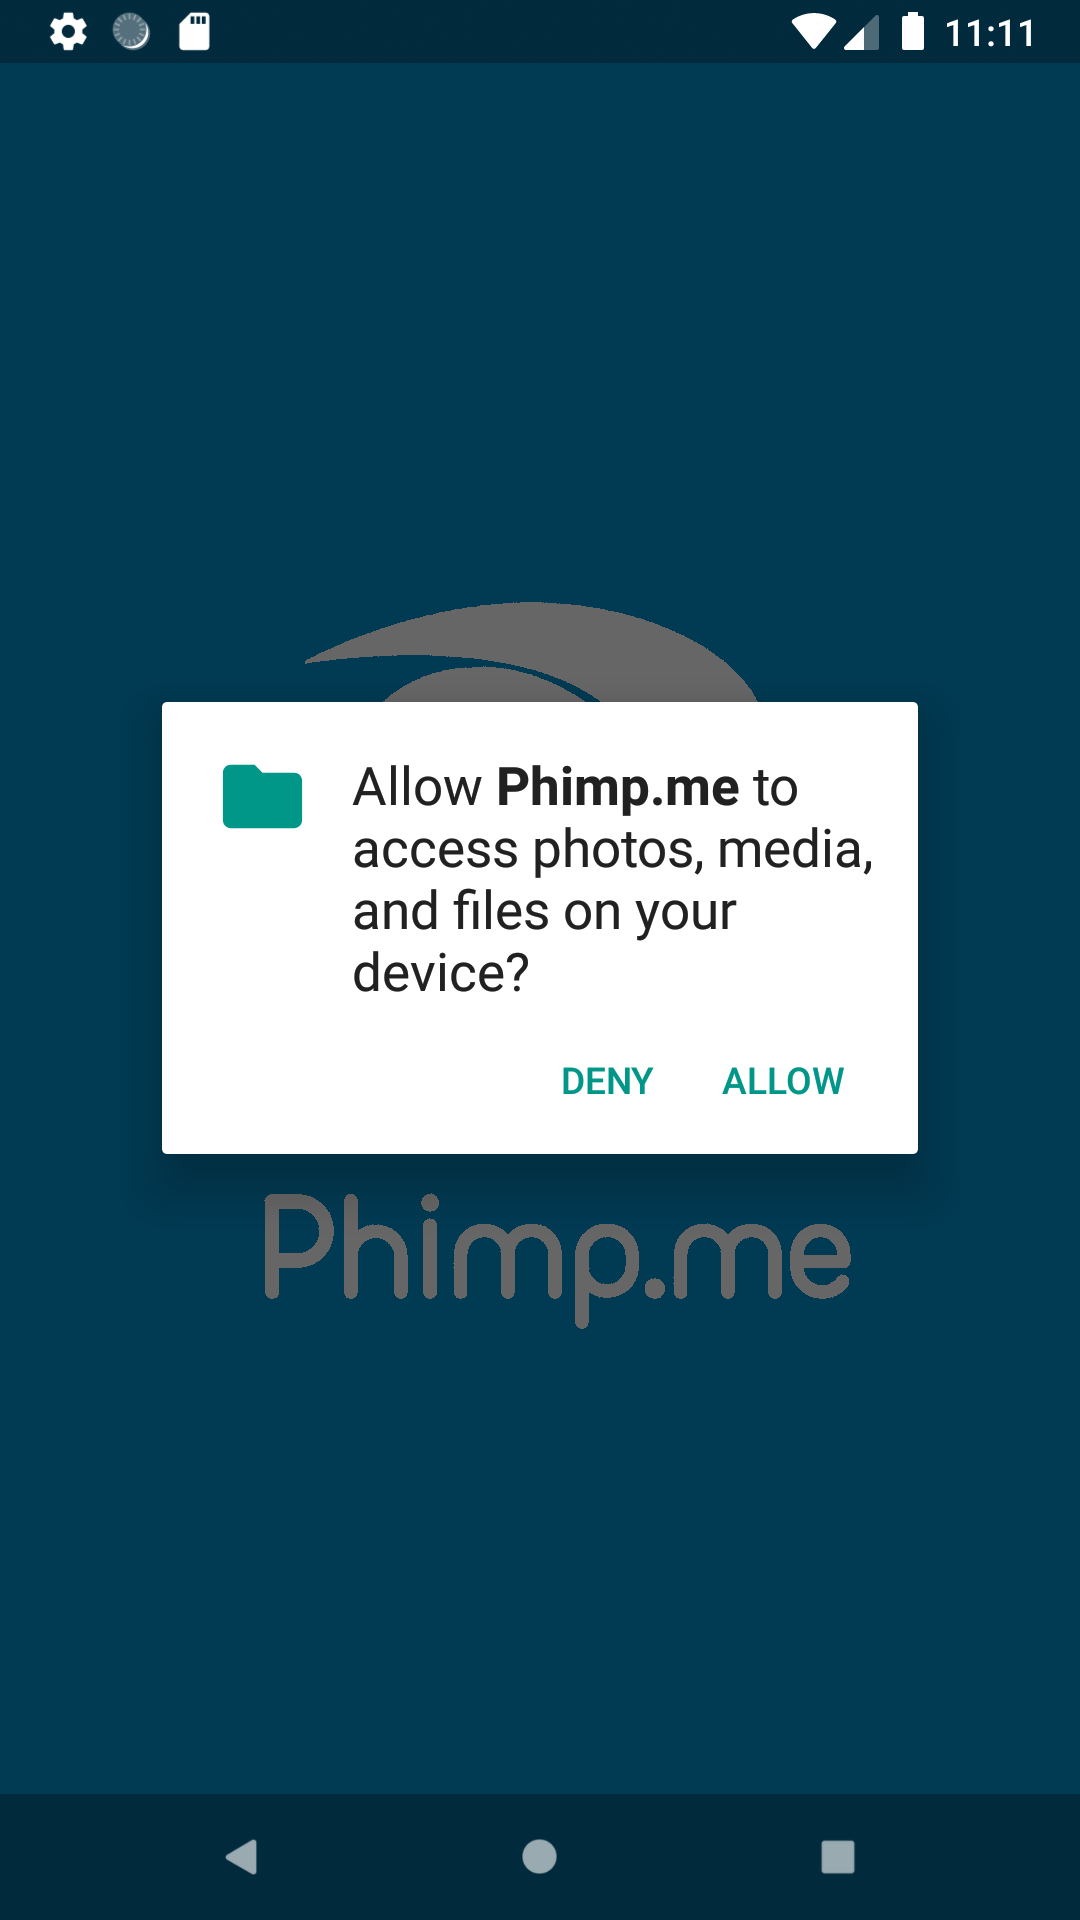 11:11
Allow Phimp.me to
access photos, media,
and files on your
device?
DENY ALLOW
Phimp.me